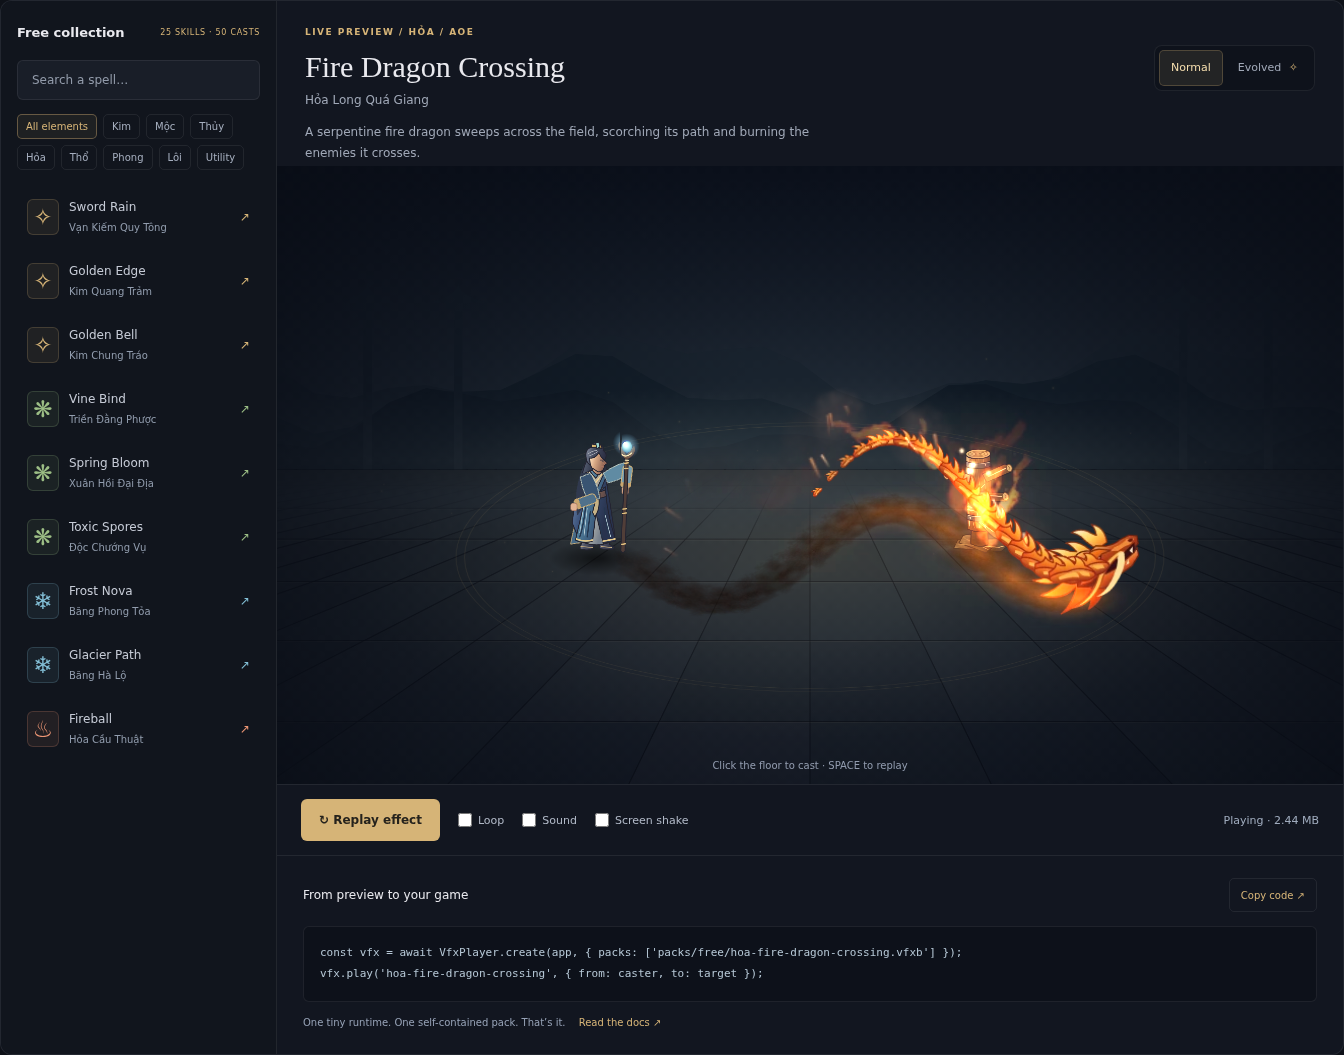 Free collection
25 SKILLS · 50 CASTS
Search a spell…
All elements
Kim
Mộc
Thủy
Hỏa
Thổ
Phong
Lôi
Utility
Sword Rain
Vạn Kiếm Quy Tông
Golden Edge
Kim Quang Trảm
Golden Bell
Kim Chung Tráo
Vine Bind
Triền Đằng Phược
Spring Bloom
Xuân Hồi Đại Địa
Toxic Spores
Độc Chướng Vụ
Frost Nova
Băng Phong Tỏa
Glacier Path
Băng Hà Lộ
Fireball
Hỏa Cầu Thuật
LIVE PREVIEW / HỎA / AOE
Fire Dragon Crossing
Hỏa Long Quá Giang
A serpentine fire dragon sweeps across the field, scorching its path and burning the
enemies it crosses.
Normal
Evolved ✧
Click the floor to cast · SPACE to replay
↻ Replay effect
Loop
Sound
Screen shake
Playing · 2.44 MB
From preview to your game
Copy code ↗
const vfx = await VfxPlayer.create(app, { packs: ['packs/free/hoa-fire-dragon-crossing.vfxb'] });
vfx.play('hoa-fire-dragon-crossing', { from: caster, to: target });
One tiny runtime. One self-contained pack. That’s it. Read the docs ↗